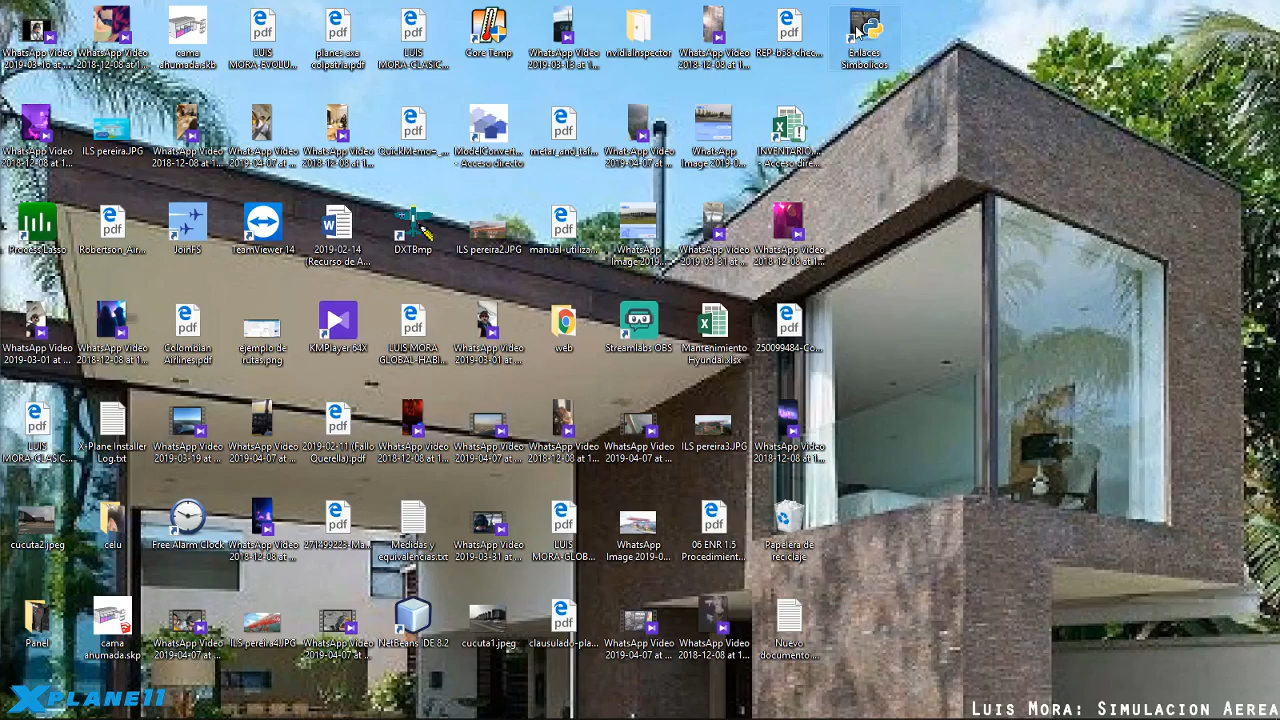 WhatsApp Video
2019-03-16 at ...
WhatsApp Video
2018-12-08 at 1...
cama
ahumada.skb
LUIS
MORA-EVOLU...
planes axa
colpatria.pdf
LUIS
MORA-CLASIC...
Core Temp
WhatsApp Video
2019-03-13 at ...
nvidiaInspector
WhatsApp Video
2018-12-08 at 1...
REP-b58-chec...
Enlaces
Simbolicos
WhatsApp Video
2018-12-08 at 1...
ILS pereira.JPG
WhatsApp Video
2018-12-08 at 1...
WhatsApp Video
2019-04-07 at ...
WhatsApp Video
2018-12-08 at 1...
QuickMemo+_...
ModelConvert...
- Acceso directo
metar_and_taf...
WhatsApp Video
2019-04-07 at ...
WhatsApp
Image 2019-0...
INVENTARIO...
- Acceso dire...
Process Lasso
Robertson_Air...
JoinFS
TeamViewer 14
2019-02-14
(Recurso de A...
DXTBmp
ILS pereira2.JPG
manual-utiliza...
WhatsApp
Image 2019...
WhatsApp Video
2019-03-31 at ...
WhatsApp Video
2018-12-08 at 1...
WhatsApp Video
2019-03-01 at ...
WhatsApp Video
2018-12-08 at 1...
Colombian
Airlines.pdf
ejemplo de
rutas.png
KMPlayer 64X
LUIS MORA
GLOBAL-HABI...
WhatsApp Video
2019-03-01 at ...
web
Streamlabs OBS
Mantenimiento
Hyundai.xlsx
250099484-Co...
LUIS
MORA-CLASIC...
X-Plane Installer
Log.txt
WhatsApp Video
2019-03-19 at ...
WhatsApp Video
2019-04-07 at ...
2019-02-11 (Fallo
Querella).pdf
WhatsApp Video
2018-12-08 at 1...
WhatsApp Video
2019-04-07 at ...
WhatsApp Video
2018-12-08 at 1...
WhatsApp Video
2019-04-07 at ...
ILS pereira3.JPG
WhatsApp Video
2018-12-08 at 1...
cucuta2.jpeg
celu
Free Alarm Clock
WhatsApp Video
2018-12-08 at 1...
271499223-Ma...
Medidas y
equivalencias.txt
WhatsApp Video
2019-03-31 at ...
LUIS
MORA-GLOB...
WhatsApp
Image 2019-0...
06 ENR 1.5
Procedimient...
Papelera de
reciclaje
Panel
cama
ahumada.skp
WhatsApp Video
2019-04-07 at ...
ILS pereira4.JPG
WhatsApp Video
2019-04-07 at ...
NetBeans IDE 8.2
cucuta1.jpeg
clausulado-pla...
WhatsApp Video
2019-04-07 at ...
WhatsApp Video
2018-12-08 at 1...
Nuevo
documento ...
XPLANE11
LUIS MORA: SIMULACION AEREA